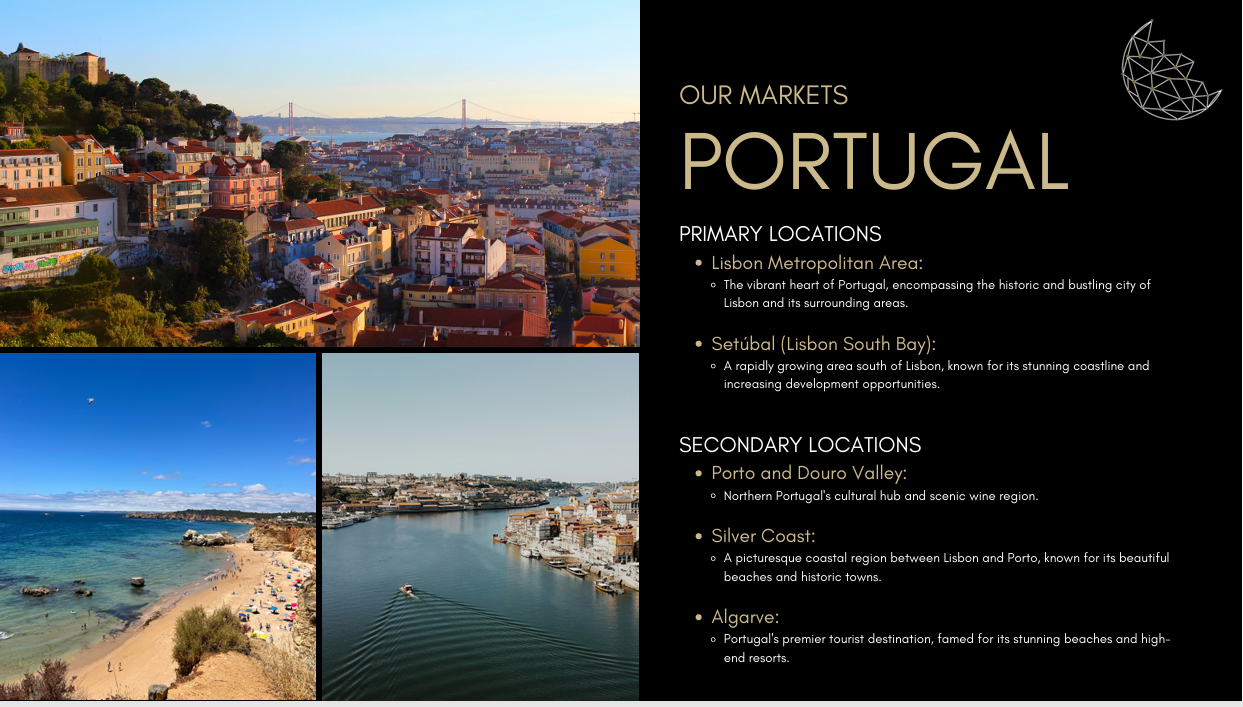 OUR MARKETS
PORTUGAL
PRIMARY LOCATIONS
• Lisbon Metropolitan Area:
◦ The vibrant heart of Portugal, encompassing the historic and bustling city of
Lisbon and its surrounding areas.
• Setúbal (Lisbon South Bay):
◦ A rapidly growing area south of Lisbon, known for its stunning coastline and
increasing development opportunities.
SECONDARY LOCATIONS
• Porto and Douro Valley:
◦ Northern Portugal's cultural hub and scenic wine region.
• Silver Coast:
◦ A picturesque coastal region between Lisbon and Porto, known for its beautiful
beaches and historic towns.
• Algarve:
◦ Portugal's premier tourist destination, famed for its stunning beaches and high-
end resorts.